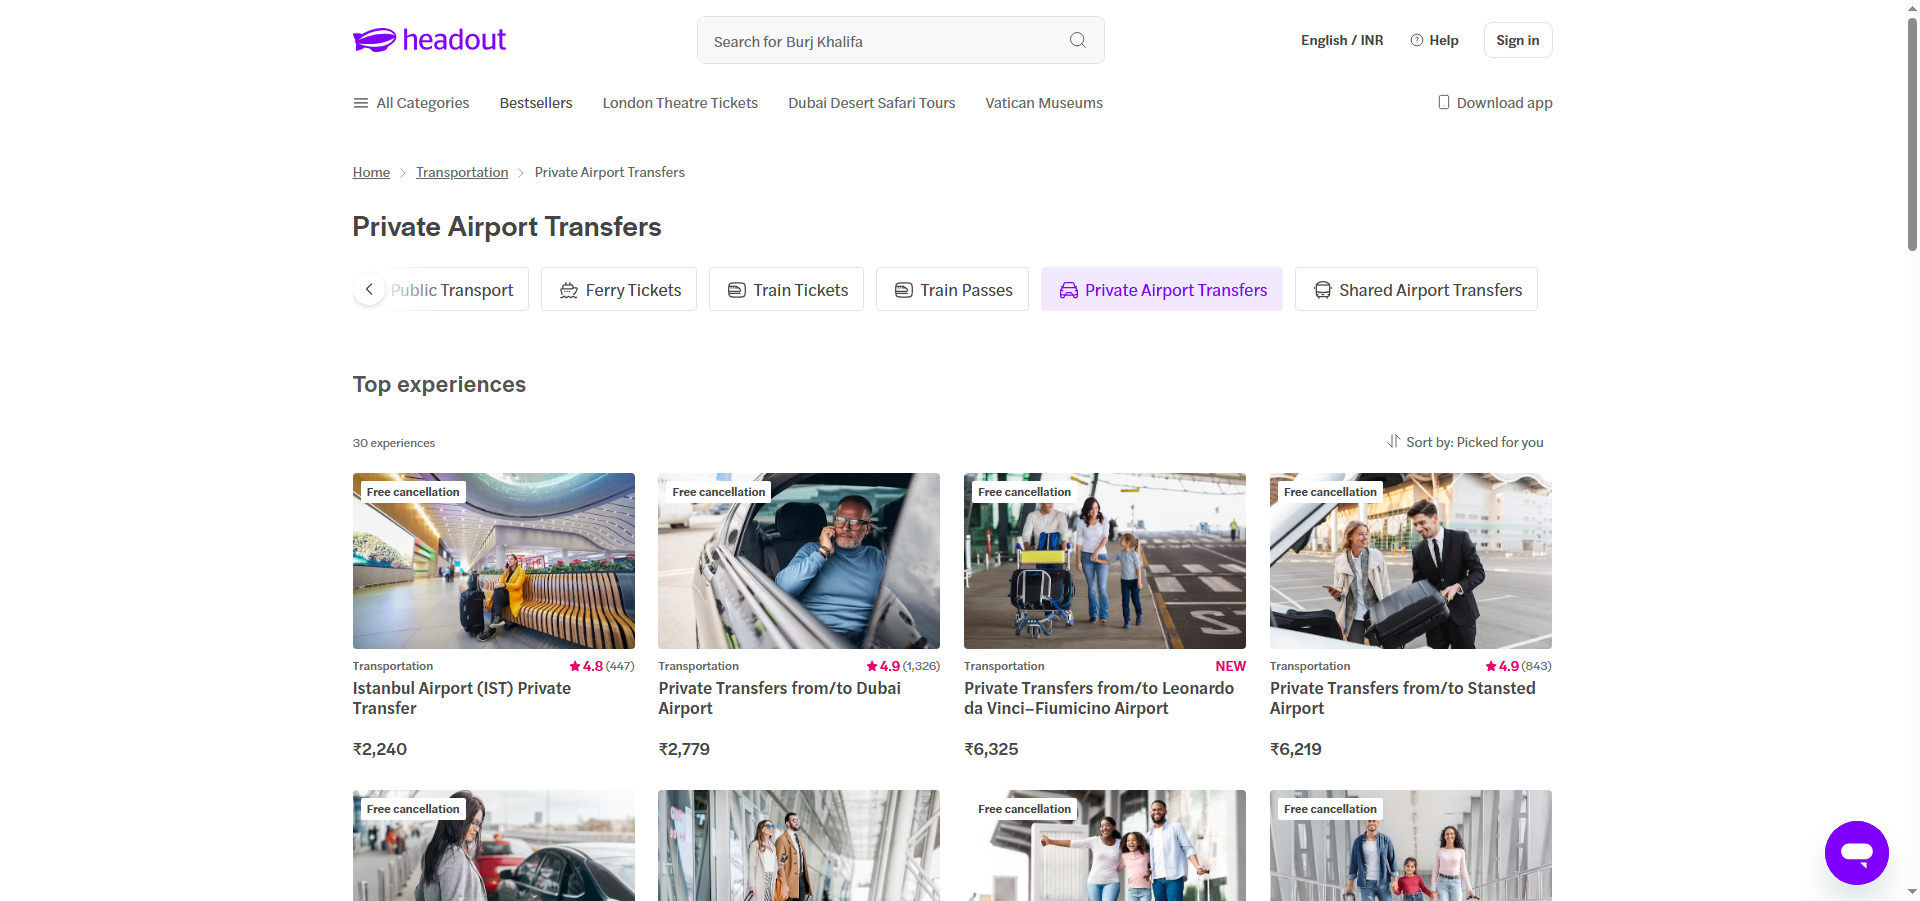 headout
Search for Burj Khalifa
English / INR
Help
Sign in
All Categories
Bestsellers
London Theatre Tickets
Dubai Desert Safari Tours
Vatican Museums
Download app
Home
Transportation
Private Airport Transfers
Private Airport Transfers
Public Transport
Ferry Tickets
Train Tickets
Train Passes
Private Airport Transfers
Shared Airport Transfers
Top experiences
30 experiences
Sort by: Picked for you
Free cancellation
Transportation
4.8 (447)
Istanbul Airport (IST) Private
Transfer
₹2,240
Free cancellation
Transportation
4.9 (1,326)
Private Transfers from/to Dubai
Airport
₹2,779
Free cancellation
Transportation
NEW
Private Transfers from/to Leonardo
da Vinci–Fiumicino Airport
₹6,325
Free cancellation
Transportation
4.9 (843)
Private Transfers from/to Stansted
Airport
₹6,219
Free cancellation
Free cancellation
Free cancellation